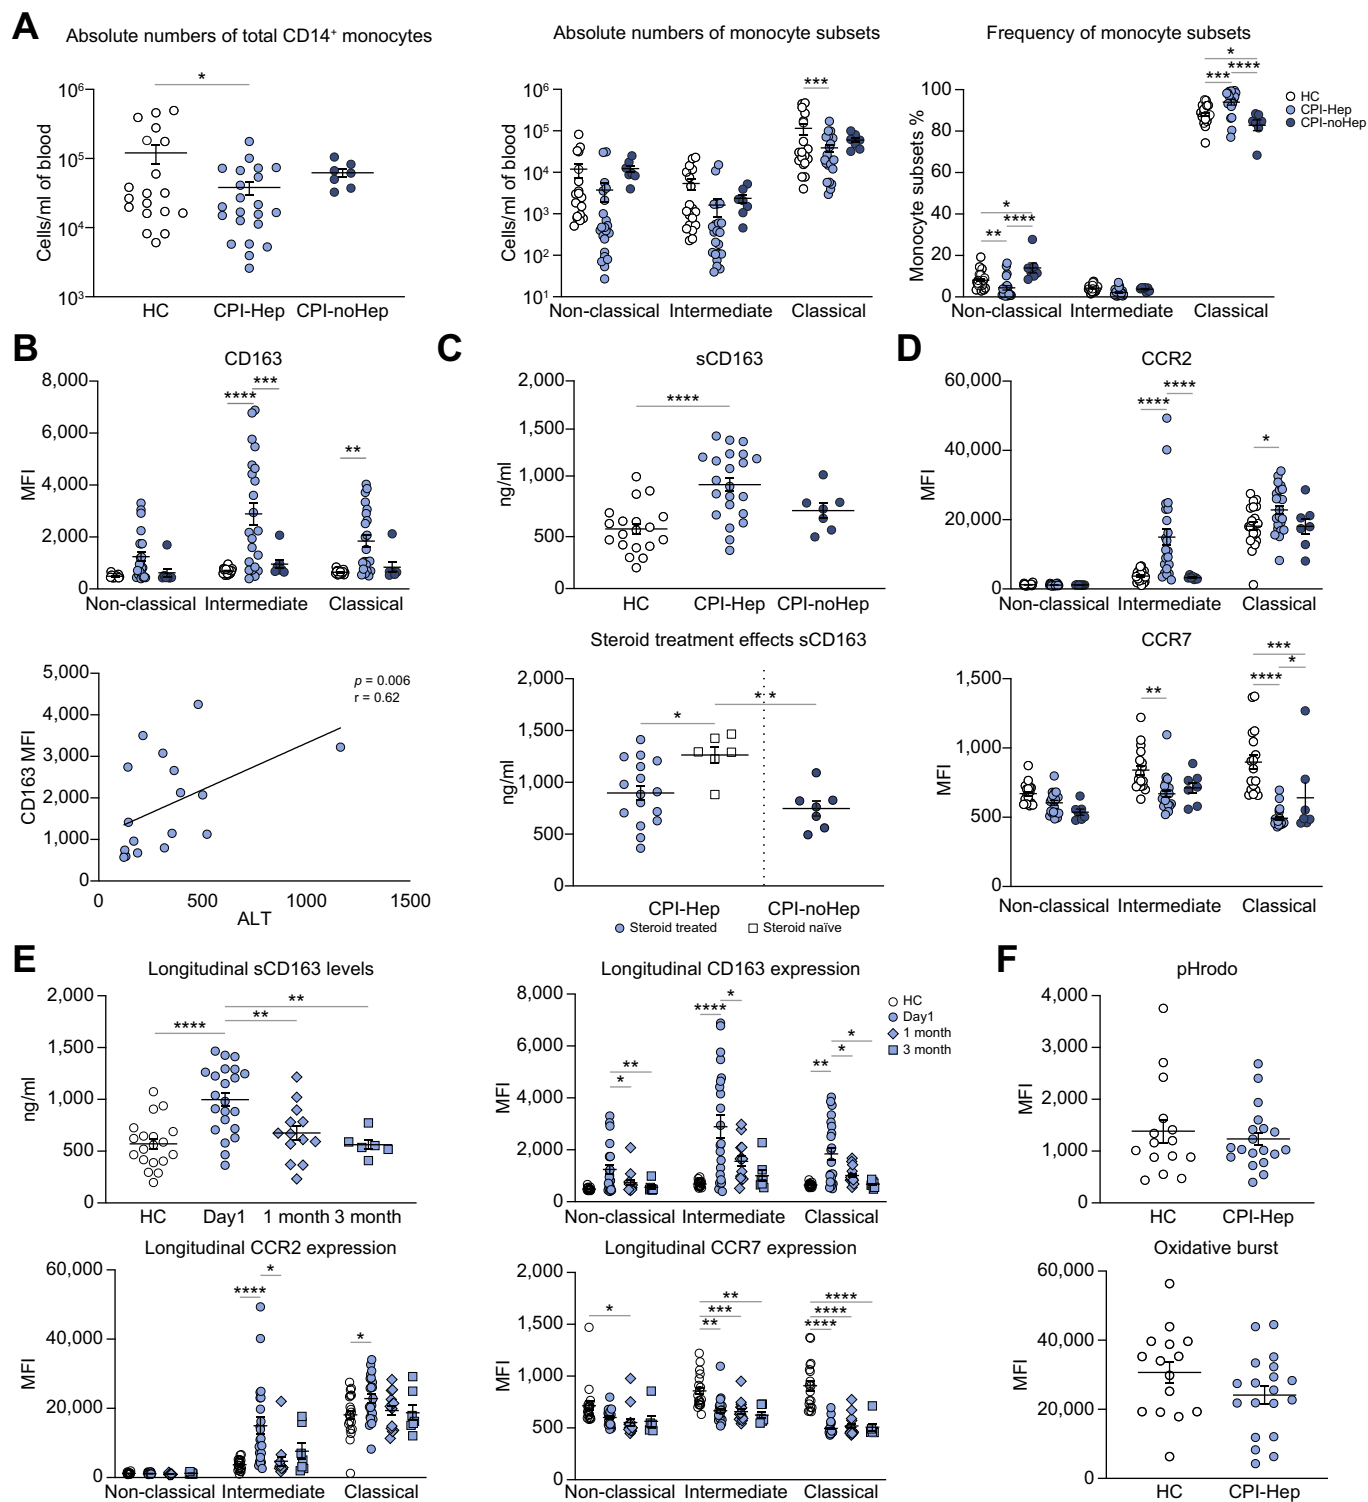 A
Absolute numbers of total CD14⁺ monocytes
Absolute numbers of monocyte subsets
Frequency of monocyte subsets
Cells/ml of blood
10⁶
10⁵
10⁴
10³
*
HC
CPI-Hep
CPI-noHep
Cells/ml of blood
10⁶
10⁵
10⁴
10³
10²
10¹
***
Non-classical
Intermediate
Classical
Monocyte subsets %
100
80
60
40
20
0
*
****
**
*
****
***
Non-classical
Intermediate
Classical
HC
CPI-Hep
CPI-noHep
B
CD163
MFI
8,000
6,000
4,000
2,000
0
***
****
**
Non-classical
Intermediate
Classical
CD163 MFI
5,000
4,000
3,000
2,000
1,000
0
p = 0.006
r = 0.62
0
500
1000
1500
ALT
C
sCD163
ng/ml
2,000
1,500
1,000
500
0
****
HC
CPI-Hep
CPI-noHep
Steroid treatment effects sCD163
ng/ml
2,000
1,500
1,000
500
0
*
**
CPI-Hep
CPI-noHep
Steroid treated
Steroid naïve
D
CCR2
MFI
60,000
40,000
20,000
0
****
****
*
Non-classical
Intermediate
Classical
CCR7
MFI
1,500
1,000
500
0
**
***
*
****
Non-classical
Intermediate
Classical
E
Longitudinal sCD163 levels
ng/ml
2,000
1,500
1,000
500
0
**
**
****
HC
Day1
1 month
3 month
Longitudinal CD163 expression
MFI
8,000
6,000
4,000
2,000
0
**
*
*
****
*
*
**
Non-classical
Intermediate
Classical
HC
Day1
1 month
3 month
Longitudinal CCR2 expression
MFI
60,000
40,000
20,000
0
*
****
*
Non-classical
Intermediate
Classical
Longitudinal CCR7 expression
MFI
2,000
1,500
1,000
500
0
*
**
***
**
****
****
****
Non-classical
Intermediate
Classical
F
pHrodo
MFI
4,000
3,000
2,000
1,000
0
HC
CPI-Hep
Oxidative burst
MFI
60,000
40,000
20,000
0
HC
CPI-Hep